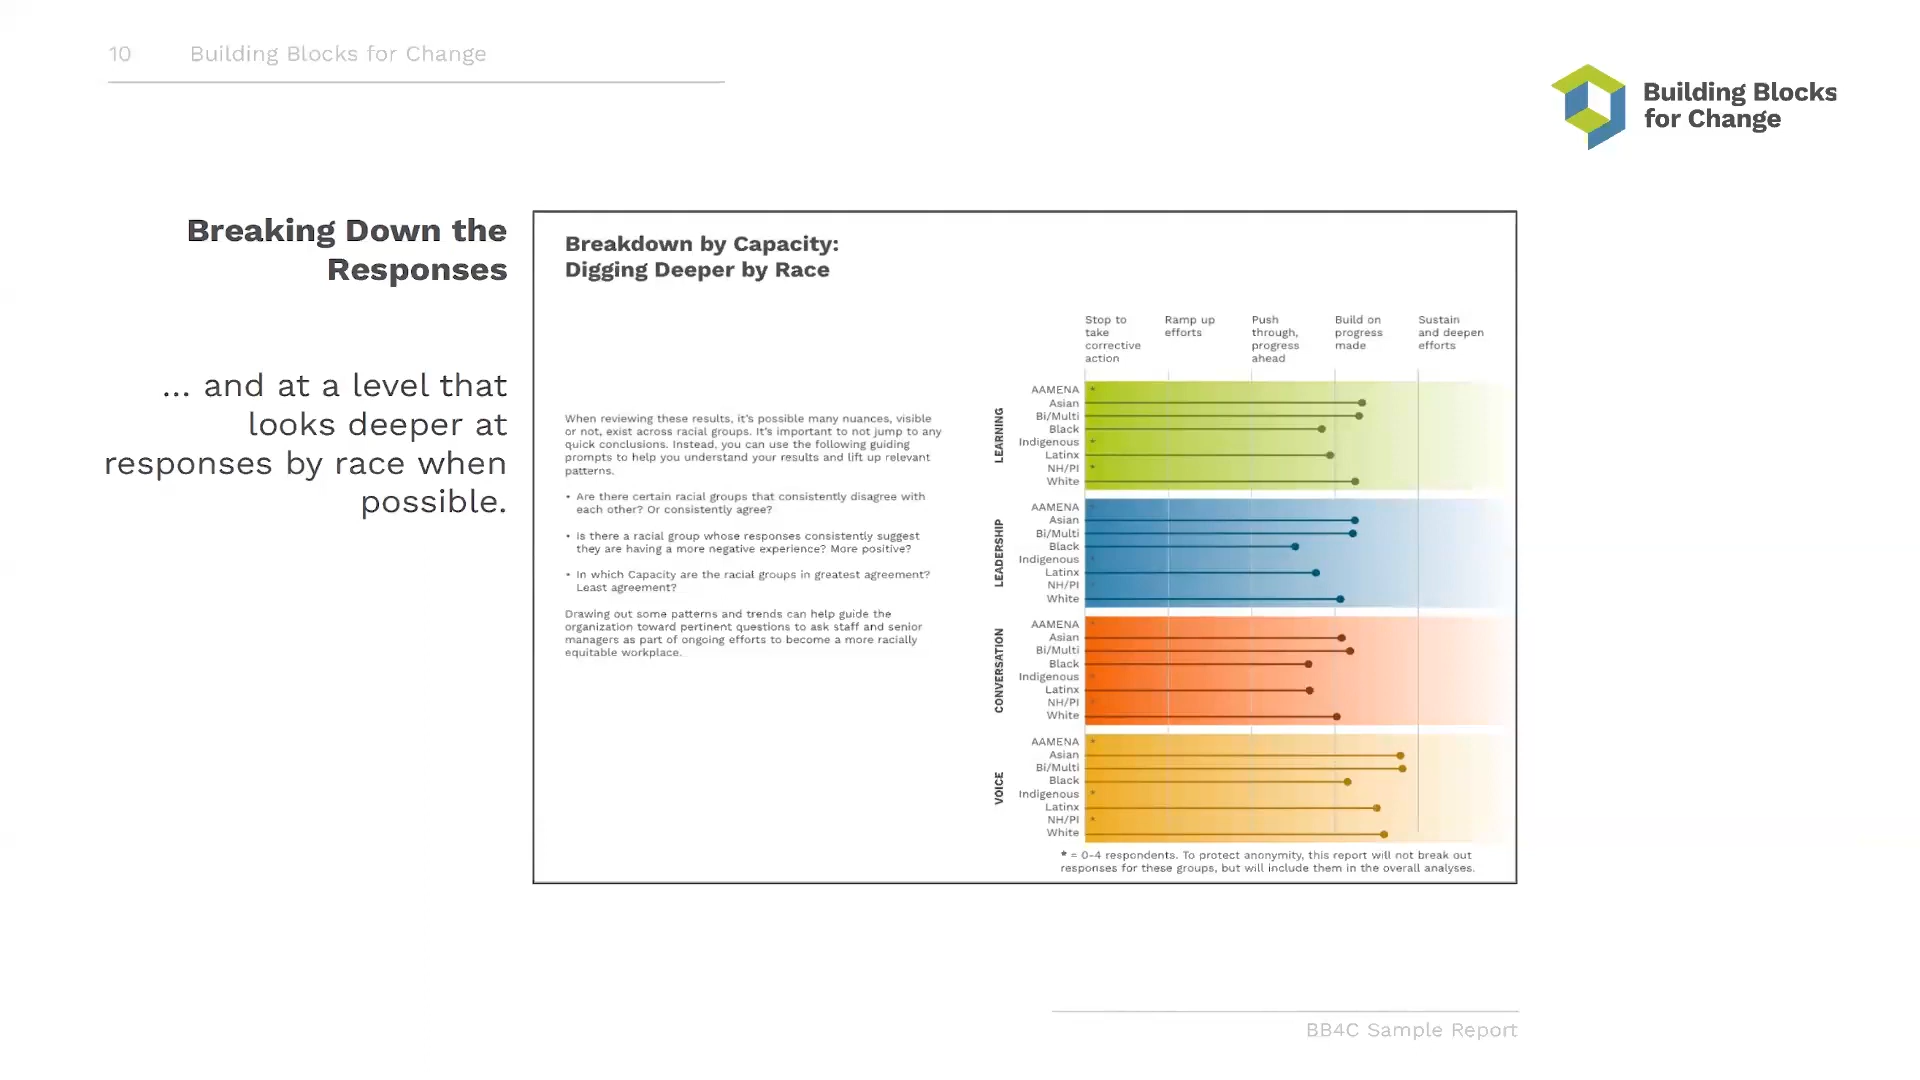 10 Building Blocks for Change
Building Blocks
for Change
Breaking Down the
Responses
... and at a level that
looks deeper at
responses by race when
possible.
Breakdown by Capacity:
Digging Deeper by Race
When reviewing these results, it's possible many nuances, visible
or not, exist across racial groups. It's important to not jump to any
quick conclusions. Instead, you can use the following guiding
prompts to help you understand your results and lift up relevant
patterns.
• Are there certain racial groups that consistently disagree with
each other? Or consistently agree?
• Is there a racial group whose responses consistently suggest
they are having a more negative experience? More positive?
• In which Capacity are the racial groups in greatest agreement?
Least agreement?
Drawing out some patterns and trends can help guide the
organization toward pertinent questions to ask staff and senior
managers as part of ongoing efforts to become a more racially
equitable workplace.
Stop to
take
corrective
action
Ramp up
efforts
Push
through,
progress
ahead
Build on
progress
made
Sustain
and deepen
efforts
LEARNING
AAMENA *
Asian
Bi/Multi
Black
Indigenous *
Latinx
NH/PI *
White
LEADERSHIP
AAMENA *
Asian
Bi/Multi
Black
Indigenous *
Latinx
NH/PI *
White
CONVERSATION
AAMENA *
Asian
Bi/Multi
Black
Indigenous *
Latinx
NH/PI *
White
VOICE
AAMENA *
Asian
Bi/Multi
Black
Indigenous *
Latinx
NH/PI *
White
* = 0-4 respondents. To protect anonymity, this report will not break out
responses for these groups, but will include them in the overall analyses.
BB4C Sample Report